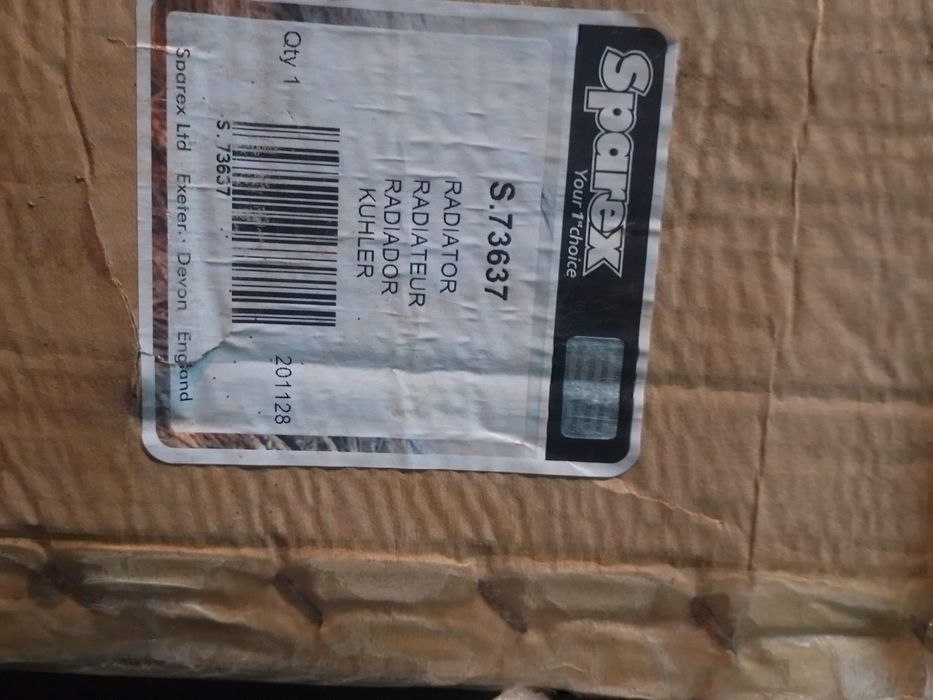 Sparex
Your 1st choice
S.73637
RADIATOR
RADIATEUR
RADIADOR
KUHLER
S.73637
Qty 1
201128
Sparex Ltd Exeter · Devon England